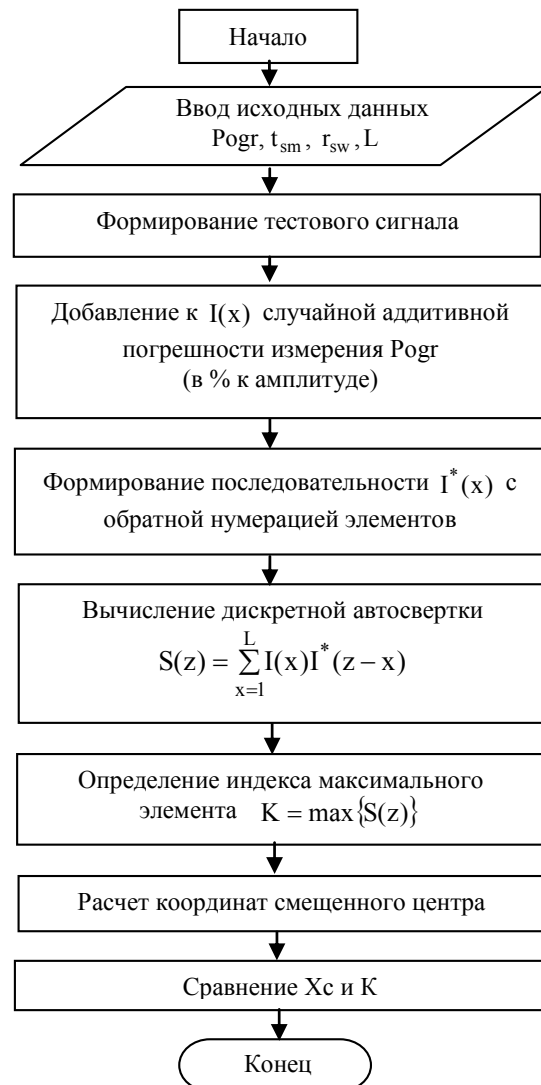 Начало
Ввод исходных данных
Pogr, t_sm, r_sw, L
Формирование тестового сигнала
Добавление к I(x) случайной аддитивной
погрешности измерения Pogr
(в % к амплитуде)
Формирование последовательности I*(x) с
обратной нумерацией элементов
Вычисление дискретной автосвертки
S(z) = ∑_{x=1}^{L} I(x)I*(z − x)
Определение индекса максимального
элемента K = max{S(z)}
Расчет координат смещенного центра
Сравнение Xc и К
Конец